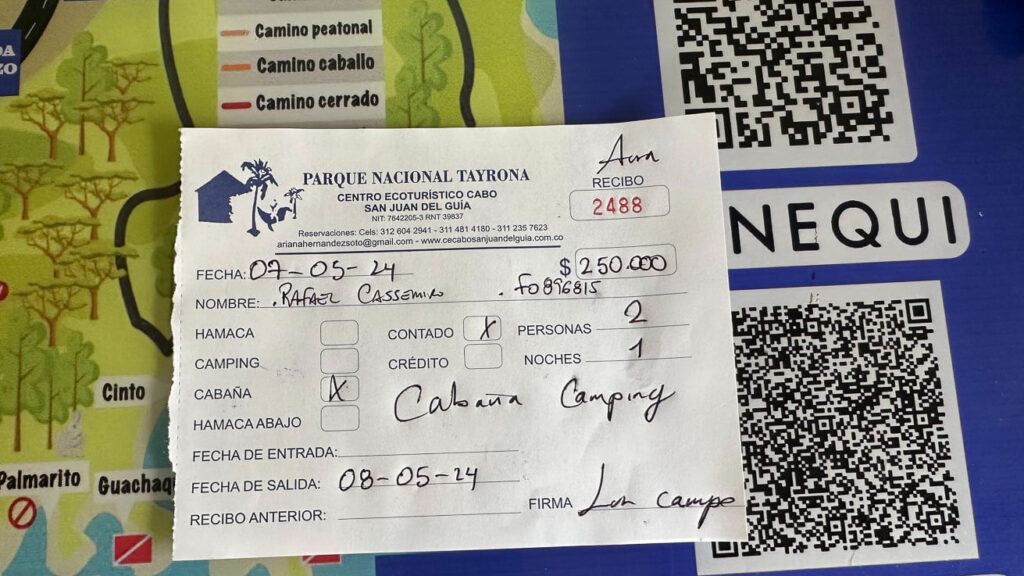 DA
ZO
Camino peatonal
Camino caballo
Camino cerrado
PARQUE NACIONAL TAYRONA
CENTRO ECOTURÍSTICO CABO
SAN JUAN DEL GUÍA
NIT: 7642205-3 RNT 39837
Reservaciones: Cels: 312 604 2941 - 311 481 4180 - 311 235 7623
arianahernandezsoto@gmail.com - www.cecabosanjuandelguia.com.co
RECIBO
2488
NEQUI
FECHA: 07-05-24 $ 250.000
NOMBRE: RAFAEL CASSEMIRO . FO896815
HAMACA CONTADO X PERSONAS 2
CAMPING CRÉDITO NOCHES 1
CABAÑA X Cabaña Camping
HAMACA ABAJO
FECHA DE ENTRADA:
FECHA DE SALIDA: 08-05-24
RECIBO ANTERIOR: FIRMA
Cinto
Palmarito
Guachaq